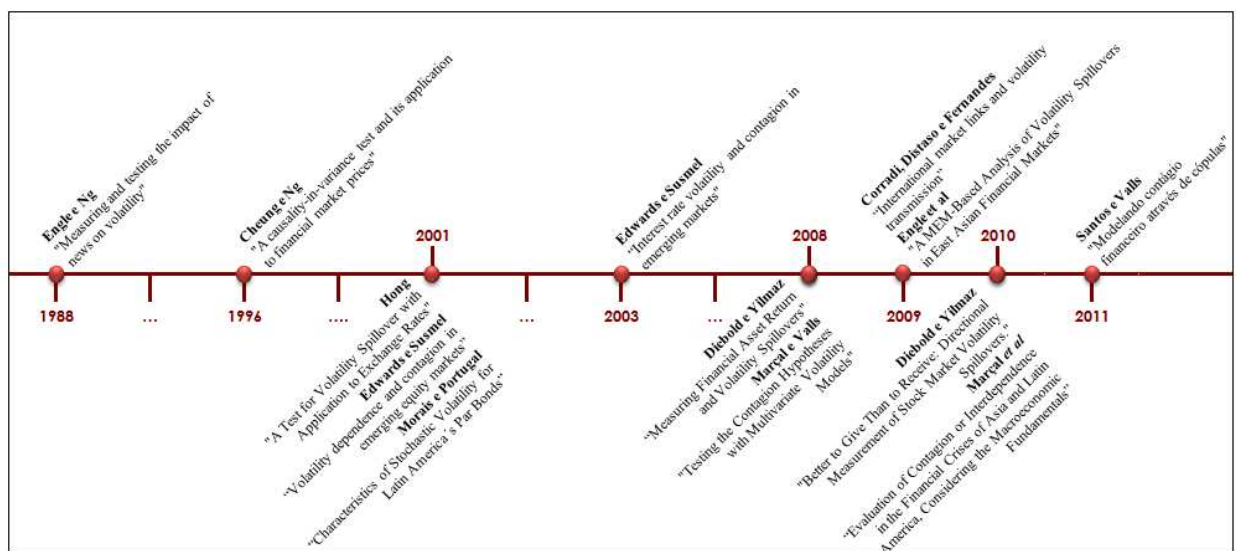 Engle e Ng
"Measuring and testing the impact of
news on volatility"
1988
...
Cheung e Ng
"A causality-in-variance test and its application
to financial market prices"
1996
....
2001
Hong
"A Test for Volatility Spillover with
Application to Exchange Rates"
Edwards e Susmel
"Volatility dependence and contagion in
emerging equity markets"
Morais e Portugal
"Characteristics of Stochastic Volatility for
Latin America´s Par Bonds"
...
Edwards e Susmel
"Interest rate volatility and contagion in
emerging markets"
2003
...
2008
Diebold e Yilmaz
"Measuring Financial Asset Return
and Volatility Spillovers"
Marçal e Valls
"Testing the Contagion Hypotheses
with Multivariate Volatility
Models"
Corradi, Distaso e Fernandes
"International market links and volatility
transmission"
Engle et al
"A MEM-Based Analysis of Volatility Spillovers
in East Asian Financial Markets"
2009
2010
Diebold e Yilmaz
"Better to Give Than to Receive: Directional
Measurement of Stock Market Volatility
Spillovers."
Marçal et al
"Evaluation of Contagion or Interdependence
in the Financial Crises of Asia and Latin
America, Considering the Macroeconomic
Fundamentals"
Santos e Valls
"Modelando contágio
financeiro através de cópulas"
2011